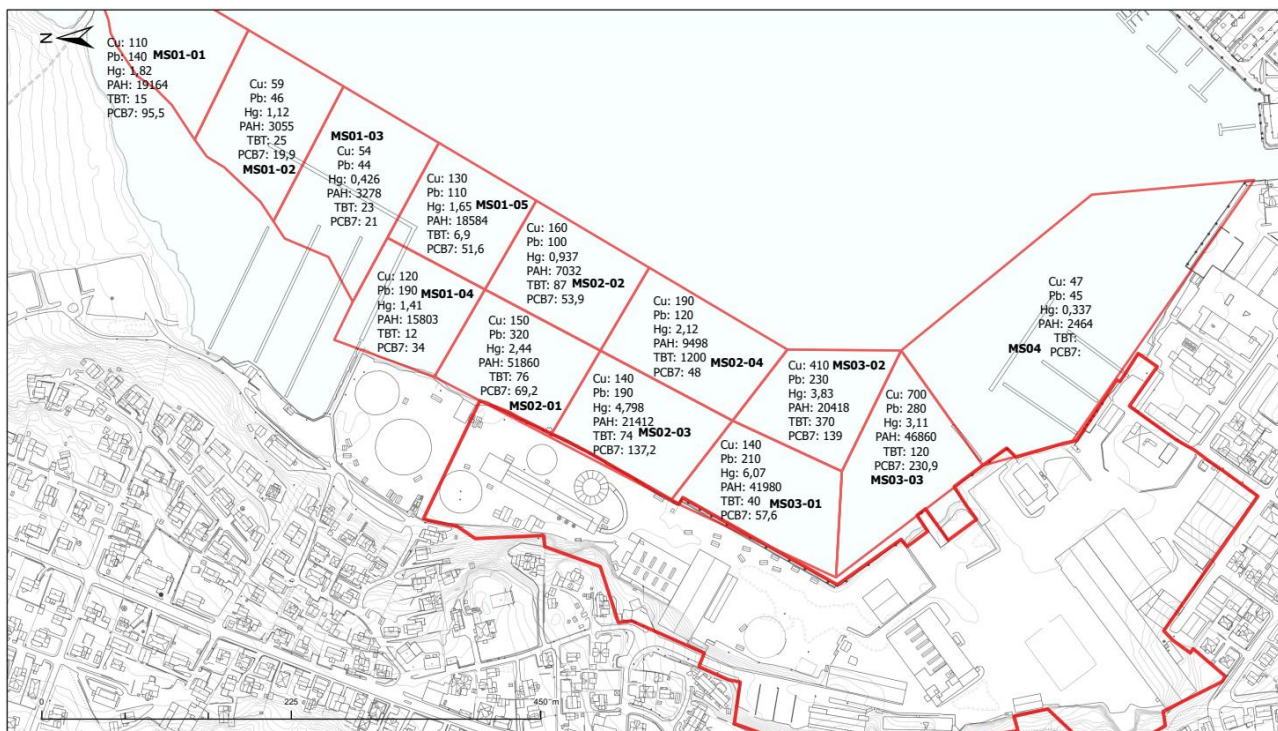 N
Cu: 110
Pb: 140 MS01-01
Hg: 1,82
PAH: 19164
TBT: 15
PCB7: 95,5
Cu: 59
Pb: 46
Hg: 1,12
PAH: 3055
TBT: 25
PCB7: 19,9
MS01-02
MS01-03
Cu: 54
Pb: 44
Hg: 0,426
PAH: 3278
TBT: 23
PCB7: 21
Cu: 130
Pb: 110
Hg: 1,65 MS01-05
PAH: 18584
TBT: 6,9
PCB7: 51,6
Cu: 120
Pb: 190 MS01-04
Hg: 1,41
PAH: 15803
TBT: 12
PCB7: 34
Cu: 160
Pb: 100
Hg: 0,937
PAH: 7032
TBT: 87 MS02-02
PCB7: 53,9
Cu: 150
Pb: 320
Hg: 2,44
PAH: 51860
TBT: 76
PCB7: 69,2
MS02-01
Cu: 190
Pb: 120
Hg: 2,12
PAH: 9498
TBT: 1200 MS02-04
PCB7: 48
Cu: 140
Pb: 190
Hg: 4,798
PAH: 21412
TBT: 74 MS02-03
PCB7: 137,2
Cu: 410 MS03-02
Pb: 230
Hg: 3,83
PAH: 20418
TBT: 370
PCB7: 139
Cu: 140
Pb: 210
Hg: 6,07
PAH: 41980
TBT: 40 MS03-01
PCB7: 57,6
Cu: 700
Pb: 280
Hg: 3,11
PAH: 46860
TBT: 120
PCB7: 230,9
MS03-03
Cu: 47
Pb: 45
Hg: 0,337
PAH: 2464
MS04 TBT:
PCB7:
0 225 450 m